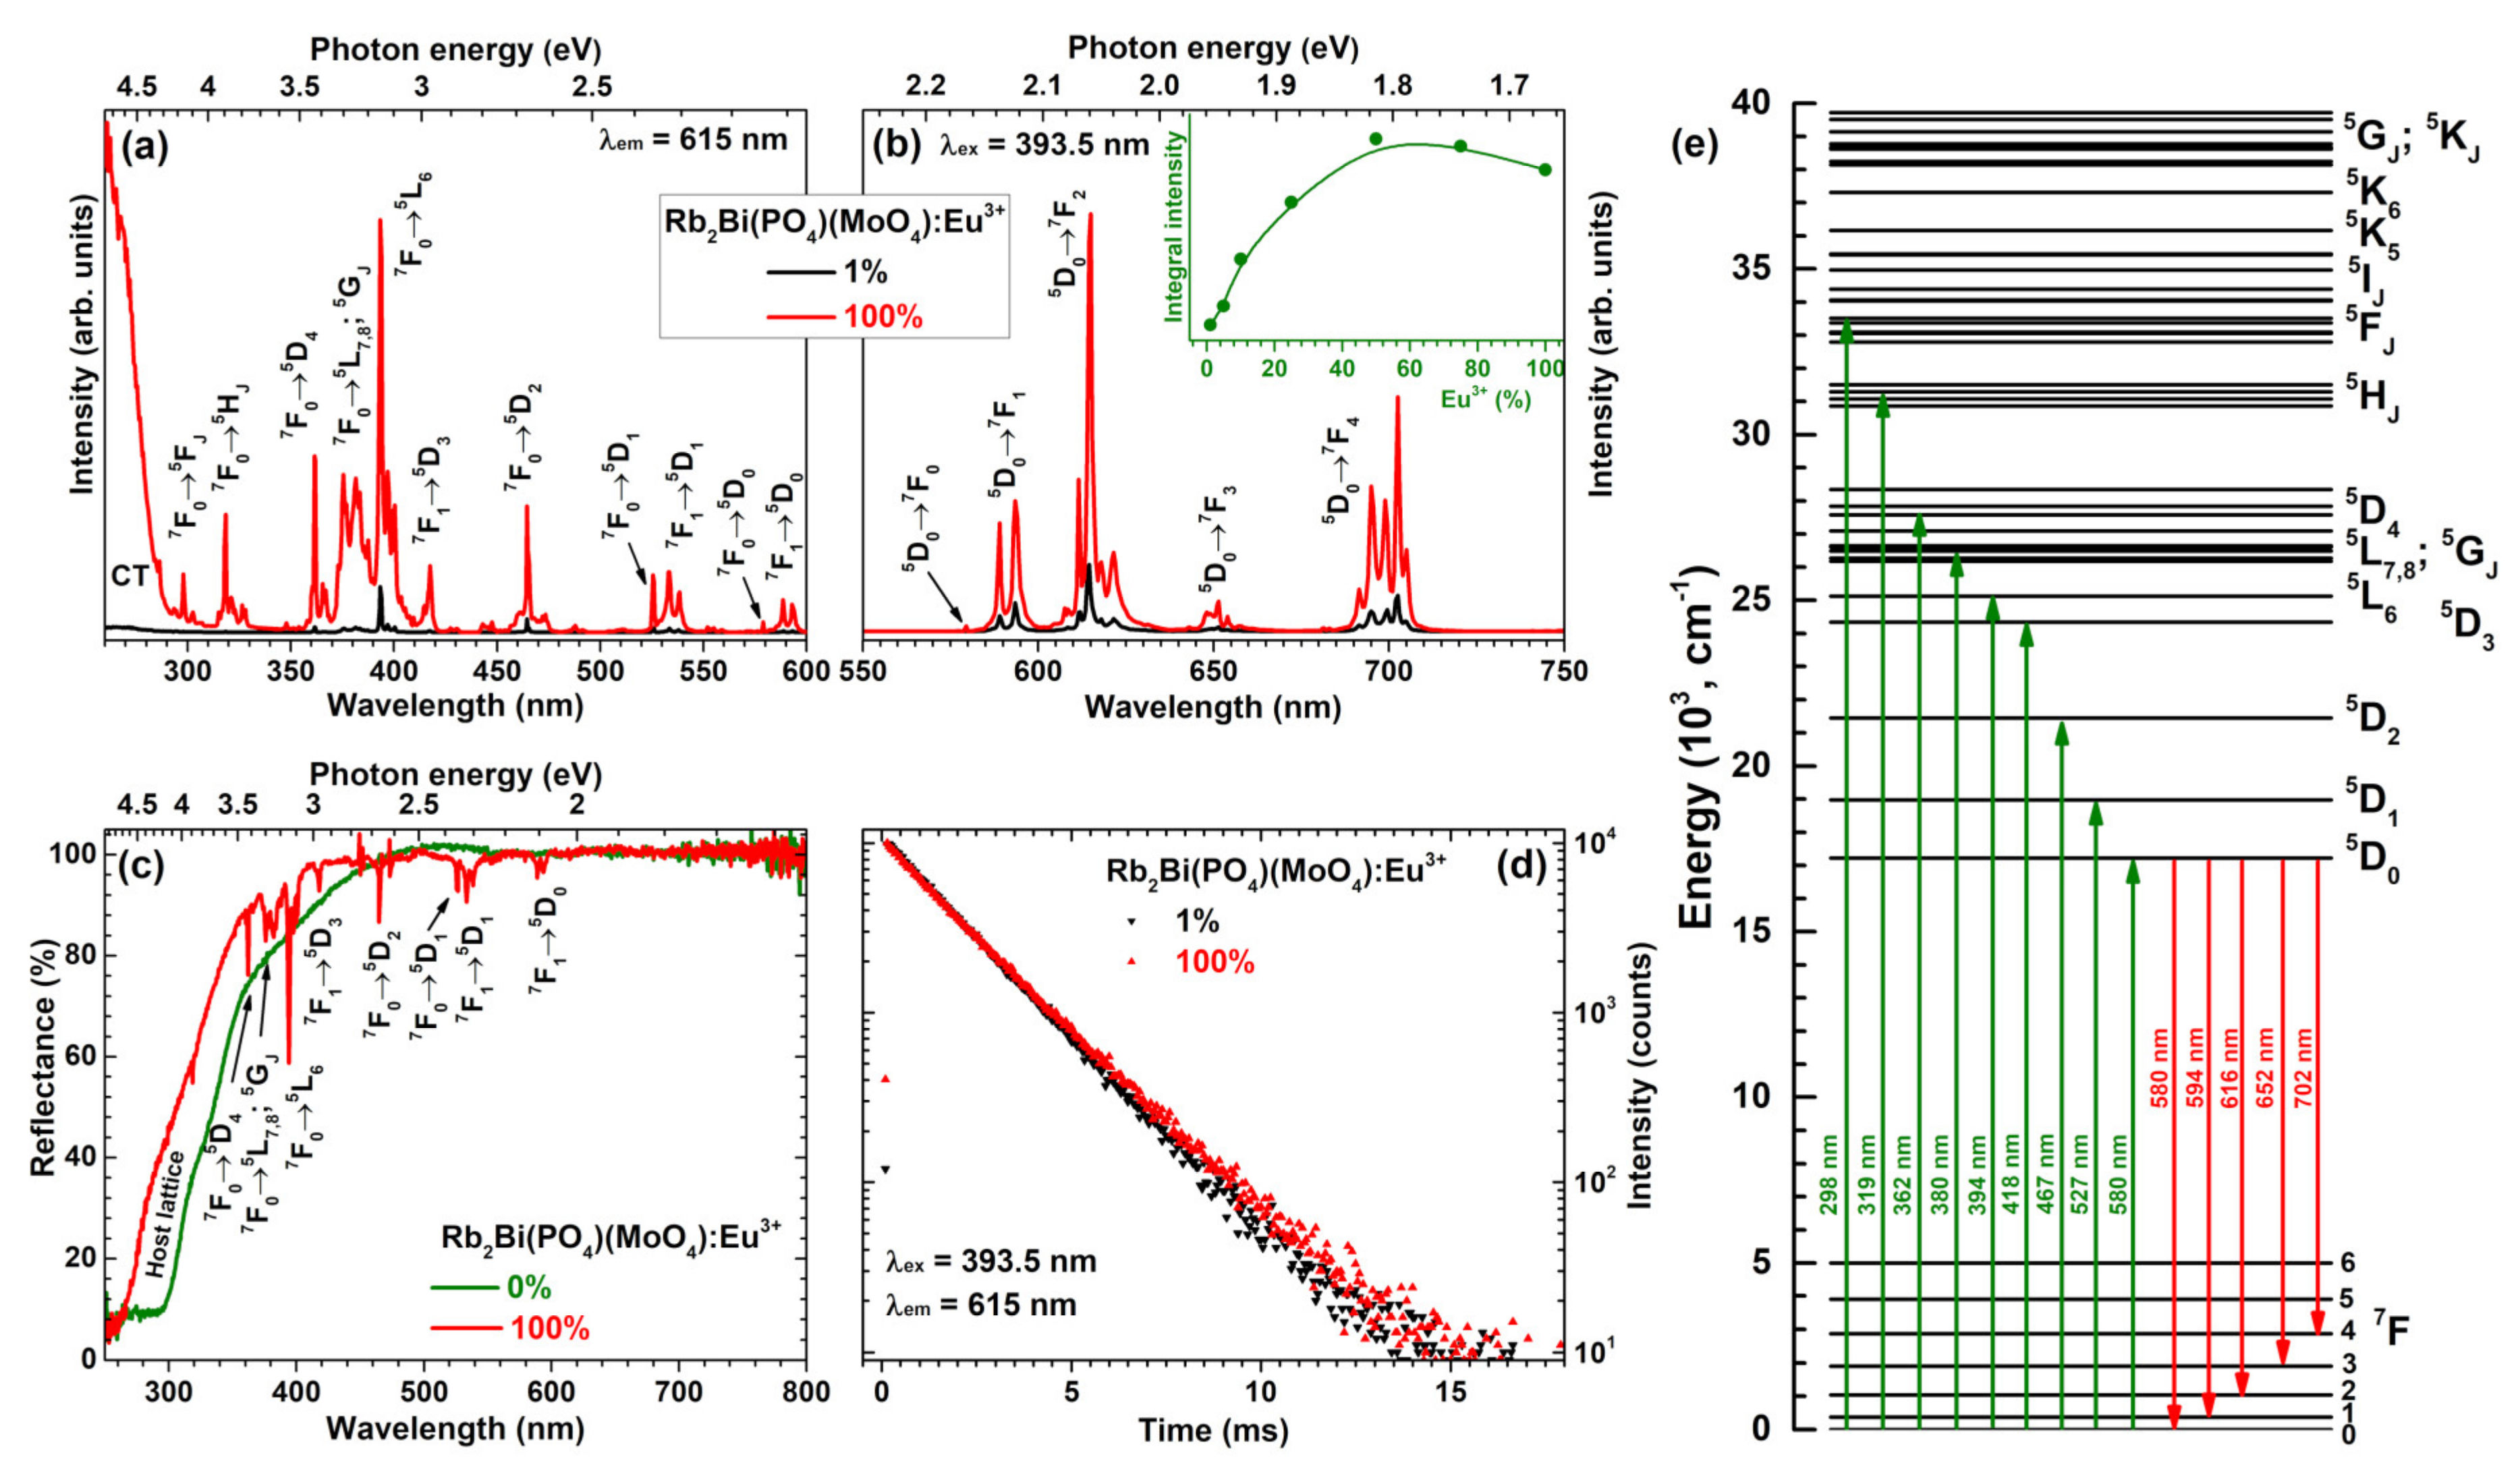 Photon energy (eV)
4.5 4 3.5 3 2.5
(a)
λem = 615 nm
Intensity (arb. units)
CT
⁷F₀→⁵F_J
⁷F₀→⁵H_J
⁷F₀→⁵D₄
⁷F₀→⁵L₇,₈; ⁵G_J
⁷F₀→⁵L₆
⁷F₁→⁵D₃
⁷F₀→⁵D₂
⁷F₀→⁵D₁
⁷F₁→⁵D₁
⁷F₀→⁵D₀
⁷F₁→⁵D₀
300 350 400 450 500 550 600
Wavelength (nm)
Rb₂Bi(PO₄)(MoO₄):Eu³⁺
1%
100%
Photon energy (eV)
2.2 2.1 2.0 1.9 1.8 1.7
(b)
λex = 393.5 nm
⁵D₀→⁷F₀
⁵D₀→⁷F₁
⁵D₀→⁷F₂
⁵D₀→⁷F₃
⁵D₀→⁷F₄
Integral intensity
0 20 40 60 80 100
Eu³⁺ (%)
Intensity (arb. units)
550 600 650 700 750
Wavelength (nm)
Photon energy (eV)
4.5 4 3.5 3 2.5 2
(c)
Reflectance (%)
100
80
60
40
20
0
Host lattice
⁷F₀→⁵D₄
⁷F₀→⁵L₇,₈; ⁵G_J
⁷F₀→⁵L₆
⁷F₁→⁵D₃
⁷F₀→⁵D₂
⁷F₀→⁵D₁
⁷F₁→⁵D₁
⁷F₁→⁵D₀
Rb₂Bi(PO₄)(MoO₄):Eu³⁺
0%
100%
300 400 500 600 700 800
Wavelength (nm)
Rb₂Bi(PO₄)(MoO₄):Eu³⁺
(d)
1%
100%
λex = 393.5 nm
λem = 615 nm
10⁴
10³
10²
10¹
Intensity (counts)
0 5 10 15
Time (ms)
(e)
Energy (10³, cm⁻¹)
40
35
30
25
20
15
10
5
0
⁵G_J; ⁵K_J
⁵K₆
⁵K₅
⁵I_J
⁵F_J
⁵H_J
⁵D₄
⁵L₇,₈; ⁵G_J
⁵L₆ ⁵D₃
⁵D₂
⁵D₁
⁵D₀
298 nm
319 nm
362 nm
380 nm
394 nm
418 nm
467 nm
527 nm
580 nm
580 nm
594 nm
616 nm
652 nm
702 nm
6
5
4
3
2
1
0
⁷F